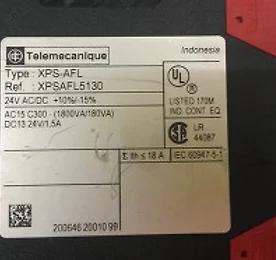 Telemecanique
Indonesia
Type : XPS-AFL
Ref. : XPSAFL5130
24V AC/DC +10%/-15%
AC15 C300 - (1800VA/180VA)
DC13 24V/1,5A
UL
LISTED 170M
IND. CONT. EQ
LR
44087
Σ Ith ≤ 18 A
IEC 60947-5-1
200646 20010 99